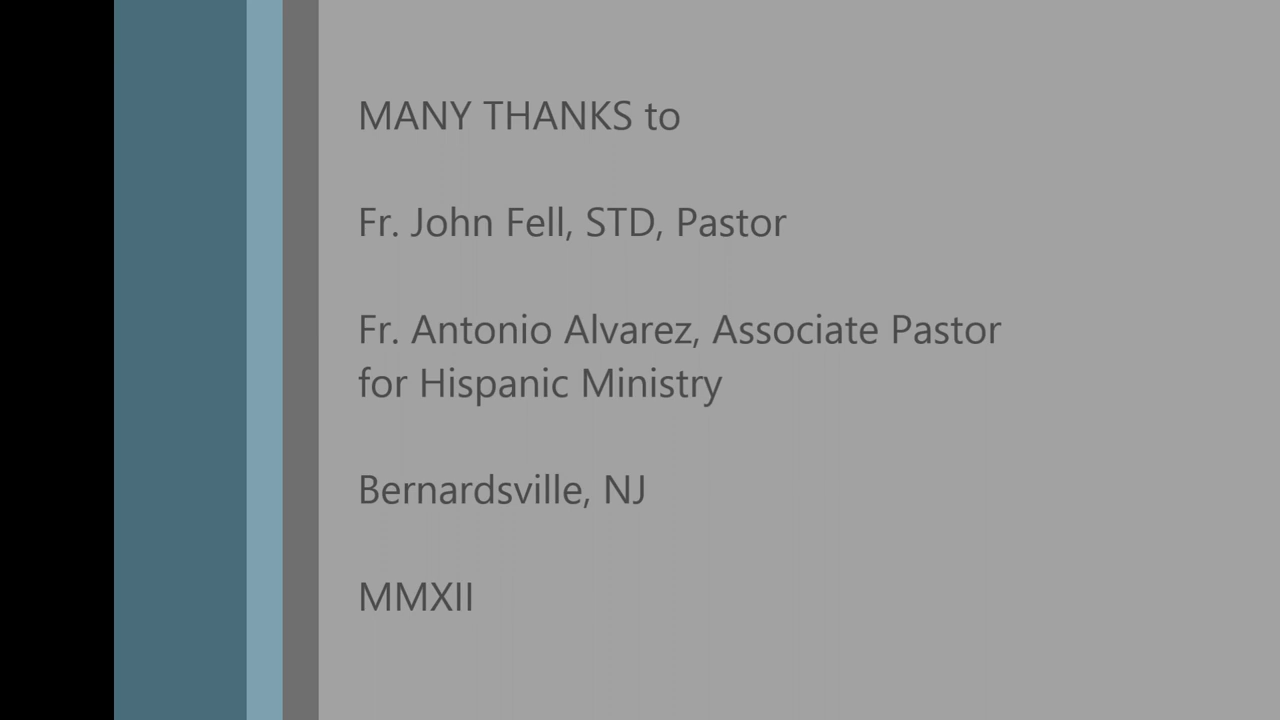 MANY THANKS to
Fr. John Fell, STD, Pastor
Fr. Antonio Alvarez, Associate Pastor
for Hispanic Ministry
Bernardsville, NJ
MMXII